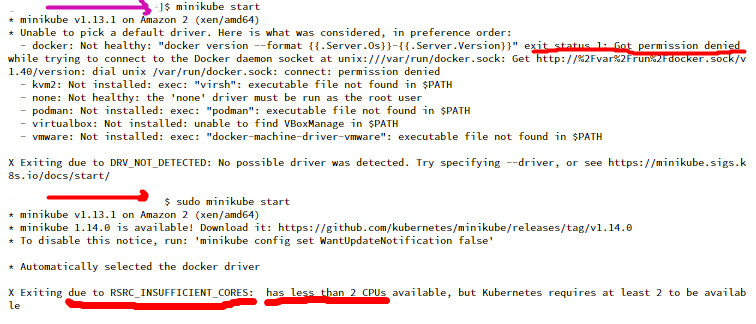 -]$ minikube start
* minikube v1.13.1 on Amazon 2 (xen/amd64)
* Unable to pick a default driver. Here is what was considered, in preference order:
- docker: Not healthy: "docker version --format {{.Server.Os}}-{{.Server.Version}}" exit status 1: Got permission denied
while trying to connect to the Docker daemon socket at unix:///var/run/docker.sock: Get http://%2Fvar%2Frun%2Fdocker.sock/v
1.40/version: dial unix /var/run/docker.sock: connect: permission denied
- kvm2: Not installed: exec: "virsh": executable file not found in $PATH
- none: Not healthy: the 'none' driver must be run as the root user
- podman: Not installed: exec: "podman": executable file not found in $PATH
- virtualbox: Not installed: unable to find VBoxManage in $PATH
- vmware: Not installed: exec: "docker-machine-driver-vmware": executable file not found in $PATH
X Exiting due to DRV_NOT_DETECTED: No possible driver was detected. Try specifying --driver, or see https://minikube.sigs.k
8s.io/docs/start/
$ sudo minikube start
* minikube v1.13.1 on Amazon 2 (xen/amd64)
* minikube 1.14.0 is available! Download it: https://github.com/kubernetes/minikube/releases/tag/v1.14.0
* To disable this notice, run: 'minikube config set WantUpdateNotification false'
* Automatically selected the docker driver
X Exiting due to RSRC_INSUFFICIENT_CORES:  has less than 2 CPUs available, but Kubernetes requires at least 2 to be availab
le